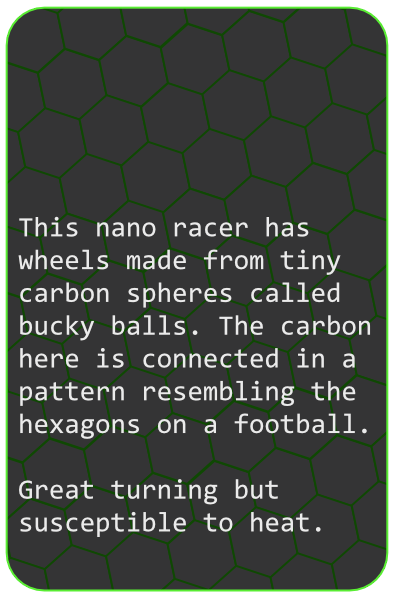 This nano racer has
wheels made from tiny
carbon spheres called
bucky balls. The carbon
here is connected in a
pattern resembling the
hexagons on a football.
Great turning but
susceptible to heat.